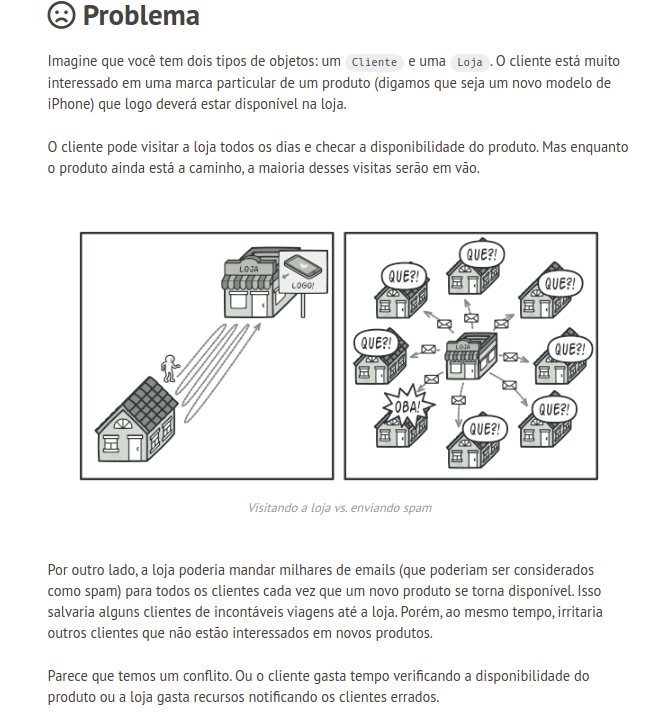 Problema
Imagine que você tem dois tipos de objetos: um Cliente e uma Loja. O cliente está muito
interessado em uma marca particular de um produto (digamos que seja um novo modelo de
iPhone) que logo deverá estar disponível na loja.
O cliente pode visitar a loja todos os dias e checar a disponibilidade do produto. Mas enquanto
o produto ainda está a caminho, a maioria desses visitas serão em vão.
LOJA
LOGO!
QUE?!
QUE?!
QUE?!
QUE?!
LOJA
QUE?!
OBA!
QUE?!
QUE?!
Visitando a loja vs. enviando spam
Por outro lado, a loja poderia mandar milhares de emails (que poderiam ser considerados
como spam) para todos os clientes cada vez que um novo produto se torna disponível. Isso
salvaria alguns clientes de incontáveis viagens até a loja. Porém, ao mesmo tempo, irritaria
outros clientes que não estão interessados em novos produtos.
Parece que temos um conflito. Ou o cliente gasta tempo verificando a disponibilidade do
produto ou a loja gasta recursos notificando os clientes errados.